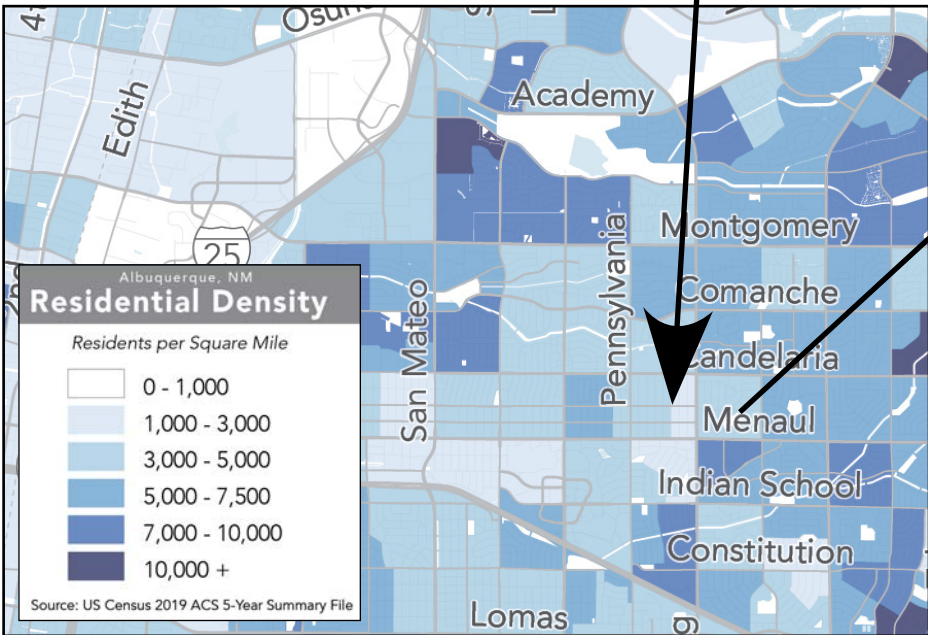 Osuna
Edith
Academy
Montgomery
25
Pennsylvania
Comanche
San Mateo
Candelaria
Menaul
Indian School
Constitution
Lomas
Albuquerque, NM
Residential Density
Residents per Square Mile
0 - 1,000
1,000 - 3,000
3,000 - 5,000
5,000 - 7,500
7,000 - 10,000
10,000 +
Source: US Census 2019 ACS 5-Year Summary File